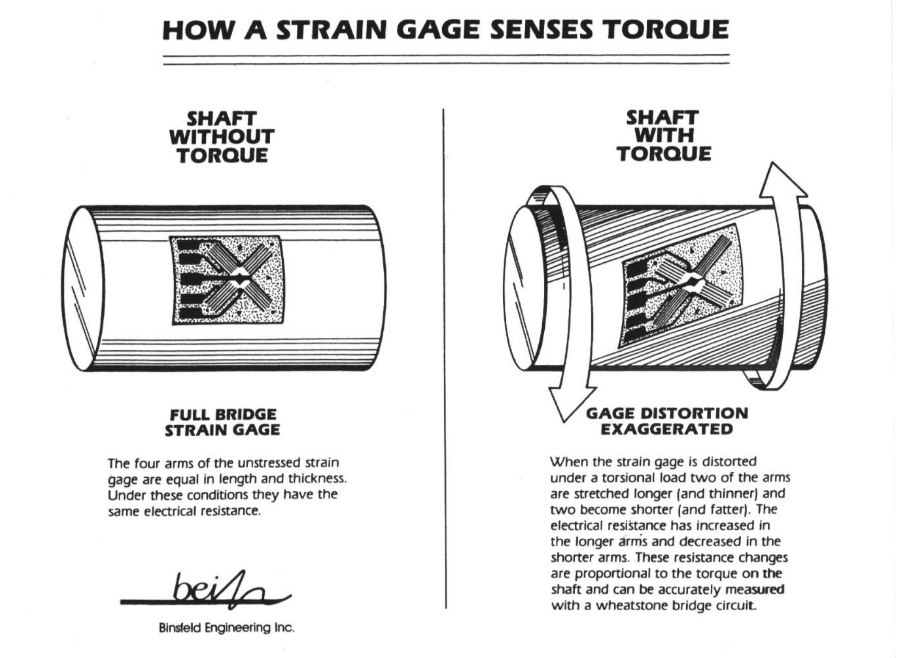 HOW A STRAIN GAGE SENSES TORQUE
SHAFT
WITHOUT
TORQUE
FULL BRIDGE
STRAIN GAGE
The four arms of the unstressed strain
gage are equal in length and thickness.
Under these conditions they have the
same electrical resistance.
bei
Binsfeld Engineering Inc.
SHAFT
WITH
TORQUE
GAGE DISTORTION
EXAGGERATED
When the strain gage is distorted
under a torsional load two of the arms
are stretched longer (and thinner) and
two become shorter (and fatter). The
electrical resistance has increased in
the longer arms and decreased in the
shorter arms. These resistance changes
are proportional to the torque on the
shaft and can be accurately measured
with a wheatstone bridge circuit.